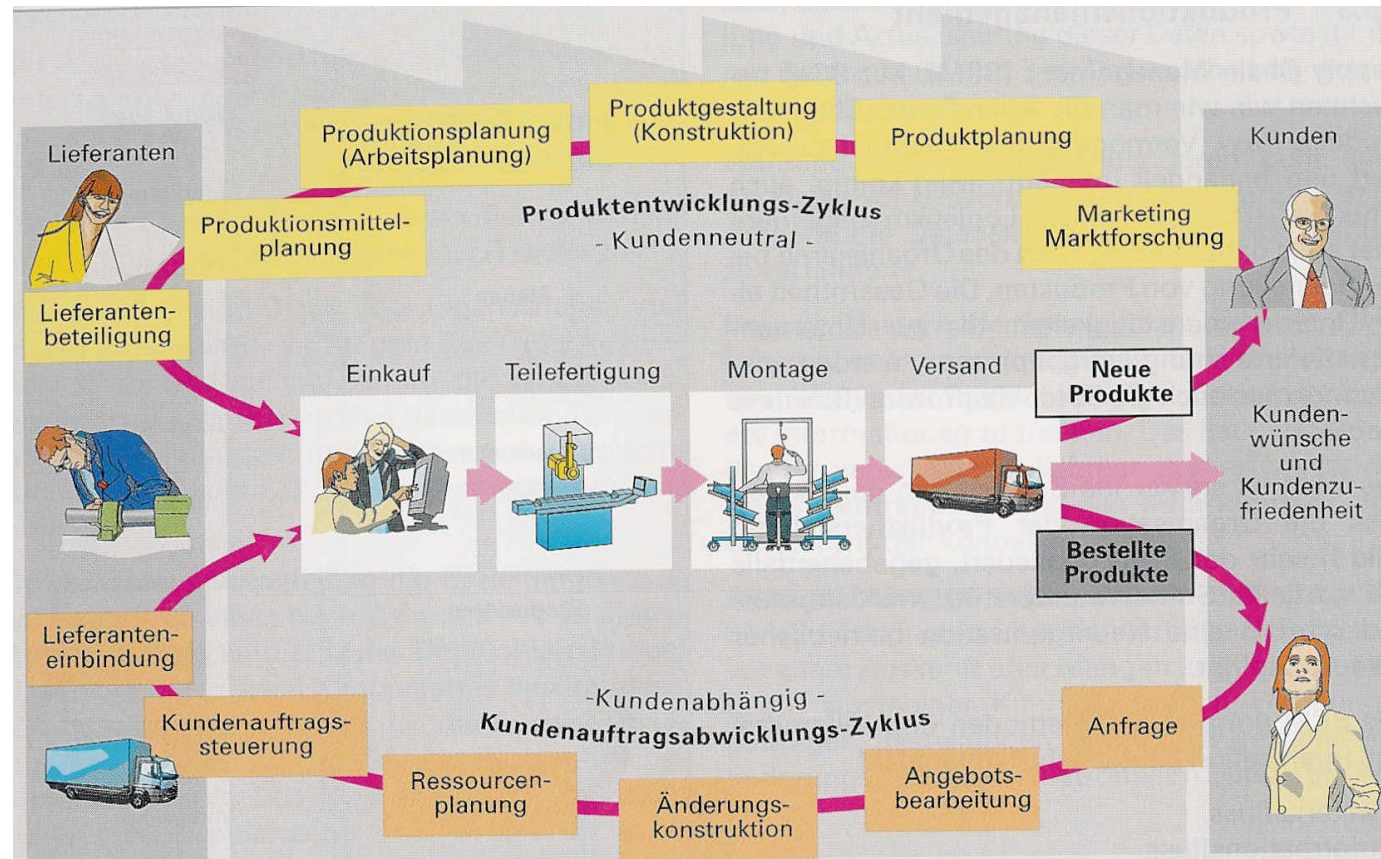 Lieferanten
Produktionsplanung
(Arbeitsplanung)
Produktgestaltung
(Konstruktion)
Produktplanung
Kunden
Produktionsmittel-
planung
Produktentwicklungs-Zyklus
- Kundenneutral -
Marketing
Marktforschung
Lieferanten-
beteiligung
Einkauf
Teilefertigung
Montage
Versand
Neue
Produkte
Kunden-
wünsche
und
Kundenzu-
friedenheit
Bestellte
Produkte
Lieferanten-
einbindung
Kundenauftrags-
steuerung
-Kundenabhängig -
Kundenauftragsabwicklungs-Zyklus
Anfrage
Ressourcen-
planung
Änderungs-
konstruktion
Angebots-
bearbeitung